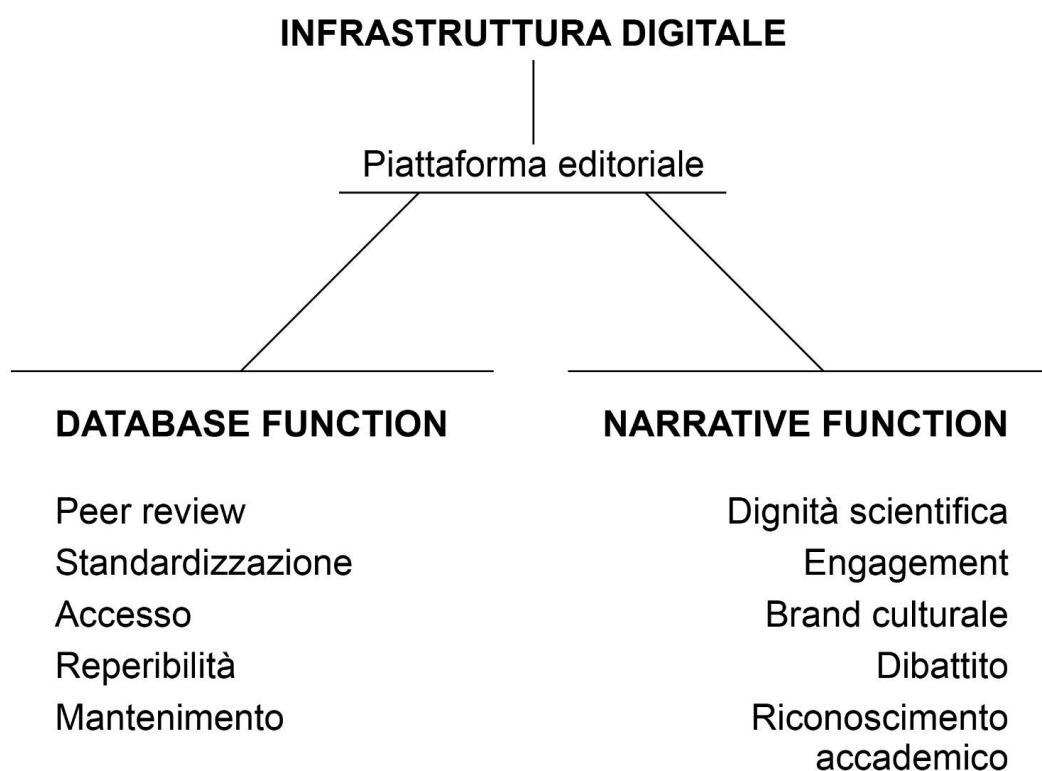 INFRASTRUTTURA DIGITALE
Piattaforma editoriale
DATABASE FUNCTION
Peer review
Standardizzazione
Accesso
Reperibilità
Mantenimento
NARRATIVE FUNCTION
Dignità scientifica
Engagement
Brand culturale
Dibattito
Riconoscimento
accademico